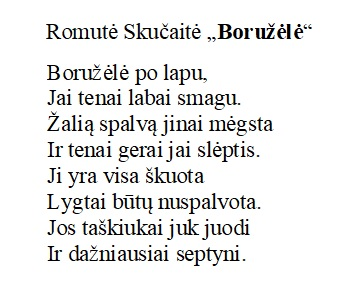 Romutė Skučaitė „Boružėlė“
Boružėlė po lapu,
Jai tenai labai smagu.
Žalią spalvą jinai mėgsta
Ir tenai gerai jai slėptis.
Ji yra visa škuota
Lygtai būtų nuspalvota.
Jos taškiukai juk juodi
Ir dažniausiai septyni.